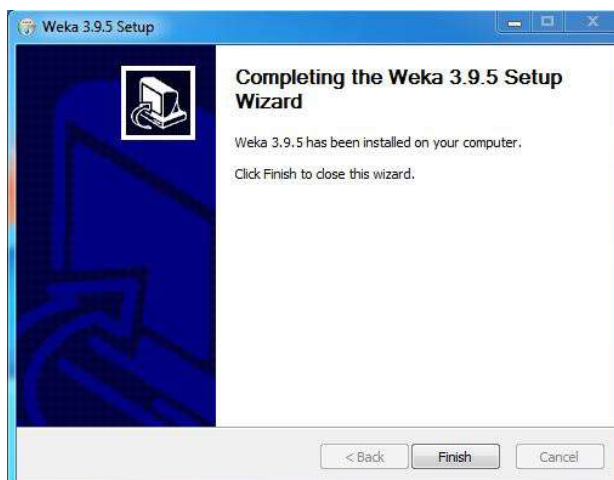 Weka 3.9.5 Setup
Completing the Weka 3.9.5 Setup
Wizard
Weka 3.9.5 has been installed on your computer.
Click Finish to close this wizard.
< Back
Finish
Cancel